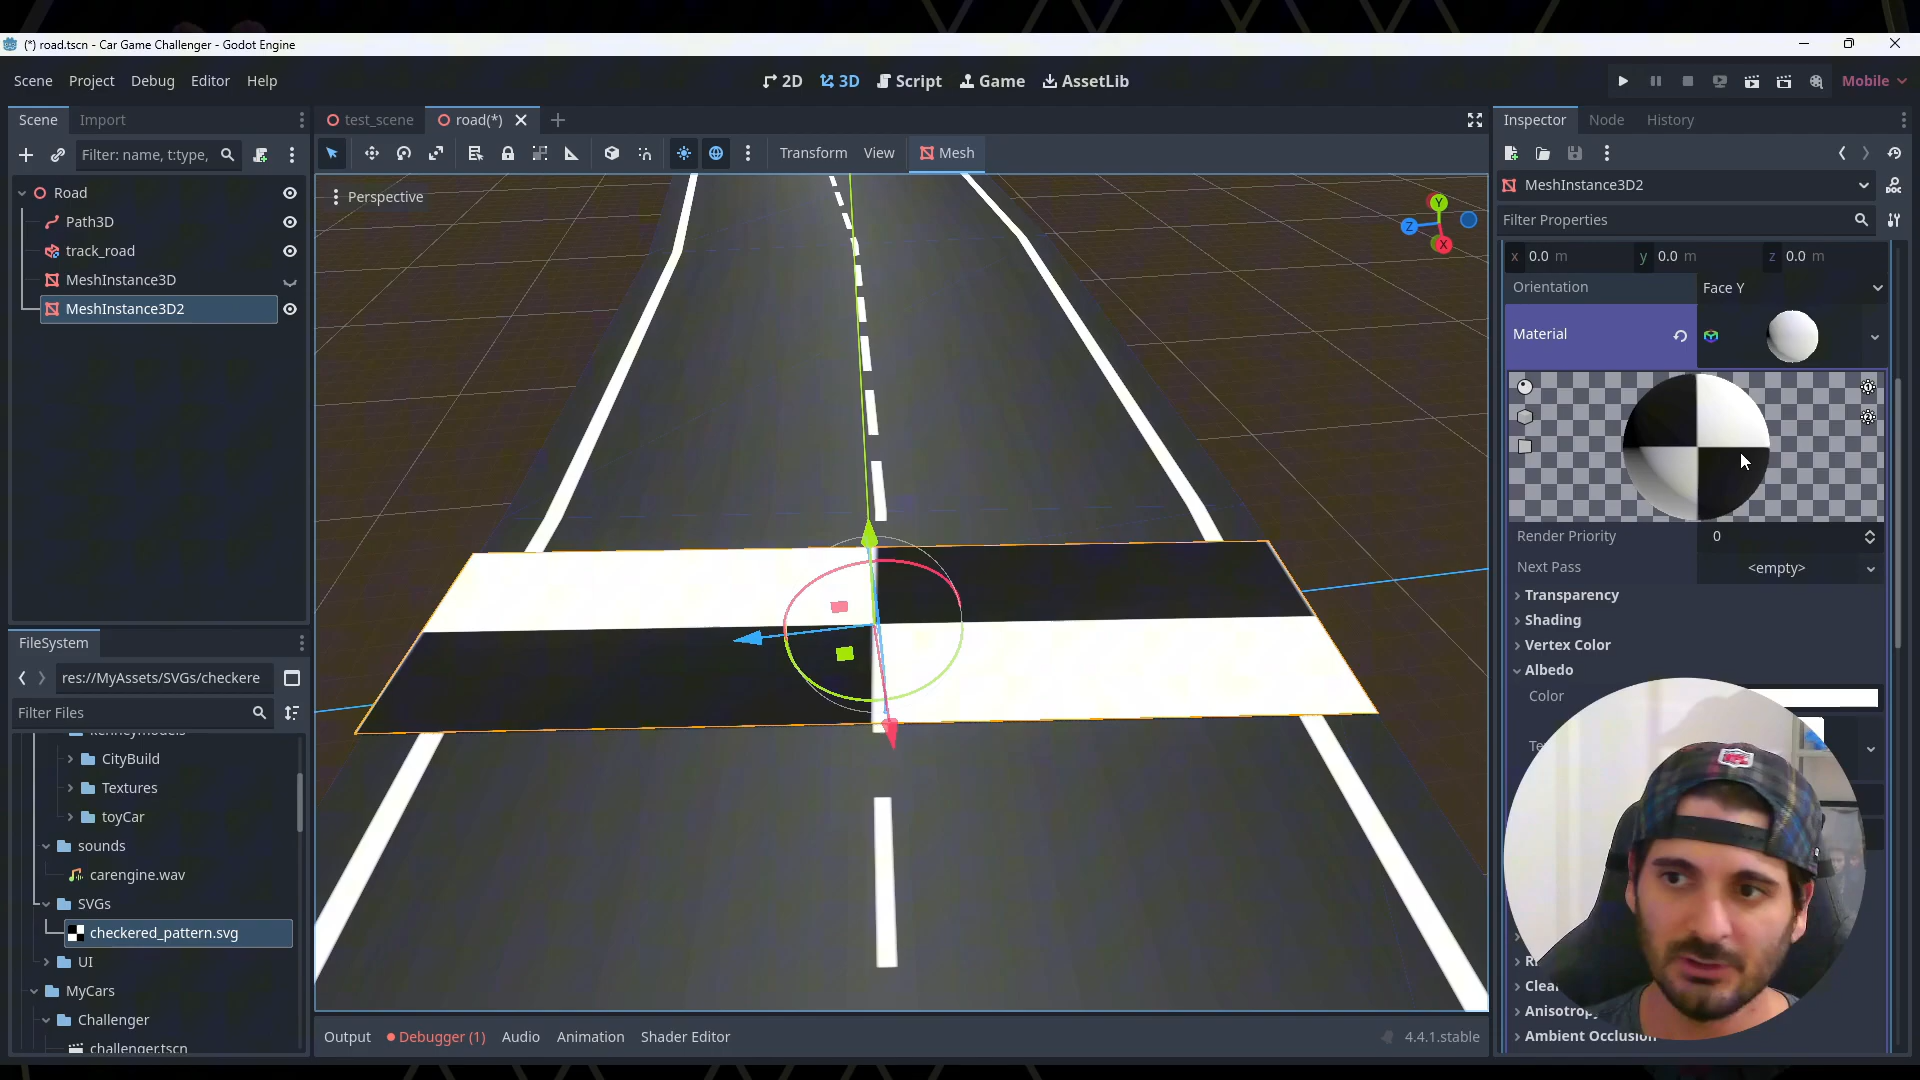 (*) road.tscn - Car Game Challenger - Godot Engine
Scene Project Debug Editor Help
2D 3D Script Game AssetLib
Mobile
Scene Import
Filter: name, t:type,
Road
Path3D
track_road
MeshInstance3D
MeshInstance3D2
FileSystem
res://MyAssets/SVGs/checkere
Filter Files
CityBuild
Textures
toyCar
sounds
carengine.wav
SVGs
checkered_pattern.svg
UI
MyCars
Challenger
challenger.tscn
test_scene road(*)
Transform View Mesh
Perspective
Y
Z
X
Output Debugger (1) Audio Animation Shader Editor
4.4.1.stable
Inspector Node History
MeshInstance3D2
Filter Properties
x 0.0 m y 0.0 m z 0.0 m
Orientation Face Y
Material
Render Priority 0
Next Pass <empty>
Transparency
Shading
Vertex Color
Albedo
Color
Anisotropy
Ambient Occlusion